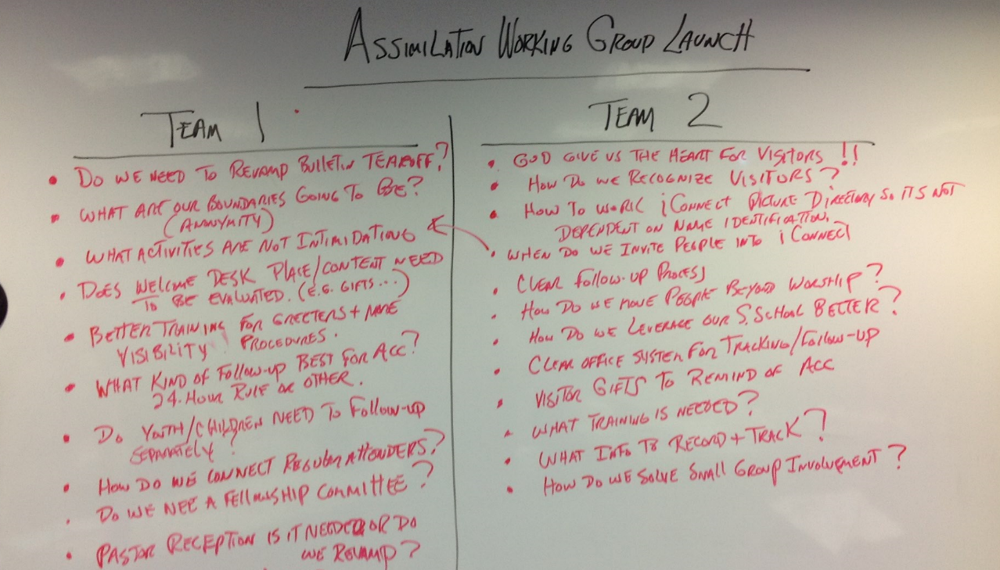 ASSIMILATION WORKING GROUP LAUNCH
TEAM 1
• DO WE NEED TO REVAMP BULLETIN TEAROFF?
• WHAT ARE OUR BOUNDARIES GOING TO BE?
(ANNYMITY)
• WHAT ACTIVITIES ARE NOT INTIMIDATING
• DOES WELCOME DESK PLACE/CONTENT NEED
TO BE EVALUATED. (E.G. GIFTS...)
• BETTER TRAINING FOR GREETERS + MORE
VISIBILITY PROCEDURES.
• WHAT KIND OF FOLLOW-UP BEST FOR ACC?
24-HOUR RULE OR OTHER.
• DO YOUTH/CHILDREN NEED TO FOLLOW-UP
SEPARATELY?
• HOW DO WE CONNECT REGULAR ATTENDERS?
• DO WE NEE A FELLOWSHIP COMMITTEE?
• PASTOR RECEPTION IS IT NEEDED OR DO
WE REVAMP?
TEAM 2
• GOD GIVE US THE HEART FOR VISITORS !!
• HOW DO WE RECOGNIZE VISITORS?
• HOW TO WORK iCONNECT PICTURE DIRECTORY SO ITS NOT
DEPENDENT ON NAME IDENTIFICATION.
• WHEN DO WE INVITE PEOPLE INTO iCONNECT
• CLEAR FOLLOW-UP PROCESS
• HOW DO WE MOVE PEOPLE BEYOND WORSHIP?
• HOW DO WE LEVERAGE OUR S. SCHOOL BETTER?
• CLEAR OFFICE SYSTEM FOR TRACKING/FOLLOW-UP
• VISITOR GIFTS TO REMIND OF ACC
• WHAT TRAINING IS NEEDED?
• WHAT INFO TO RECORD + TRACK?
• HOW DO WE SOLVE SMALL GROUP INVOLVEMENT?